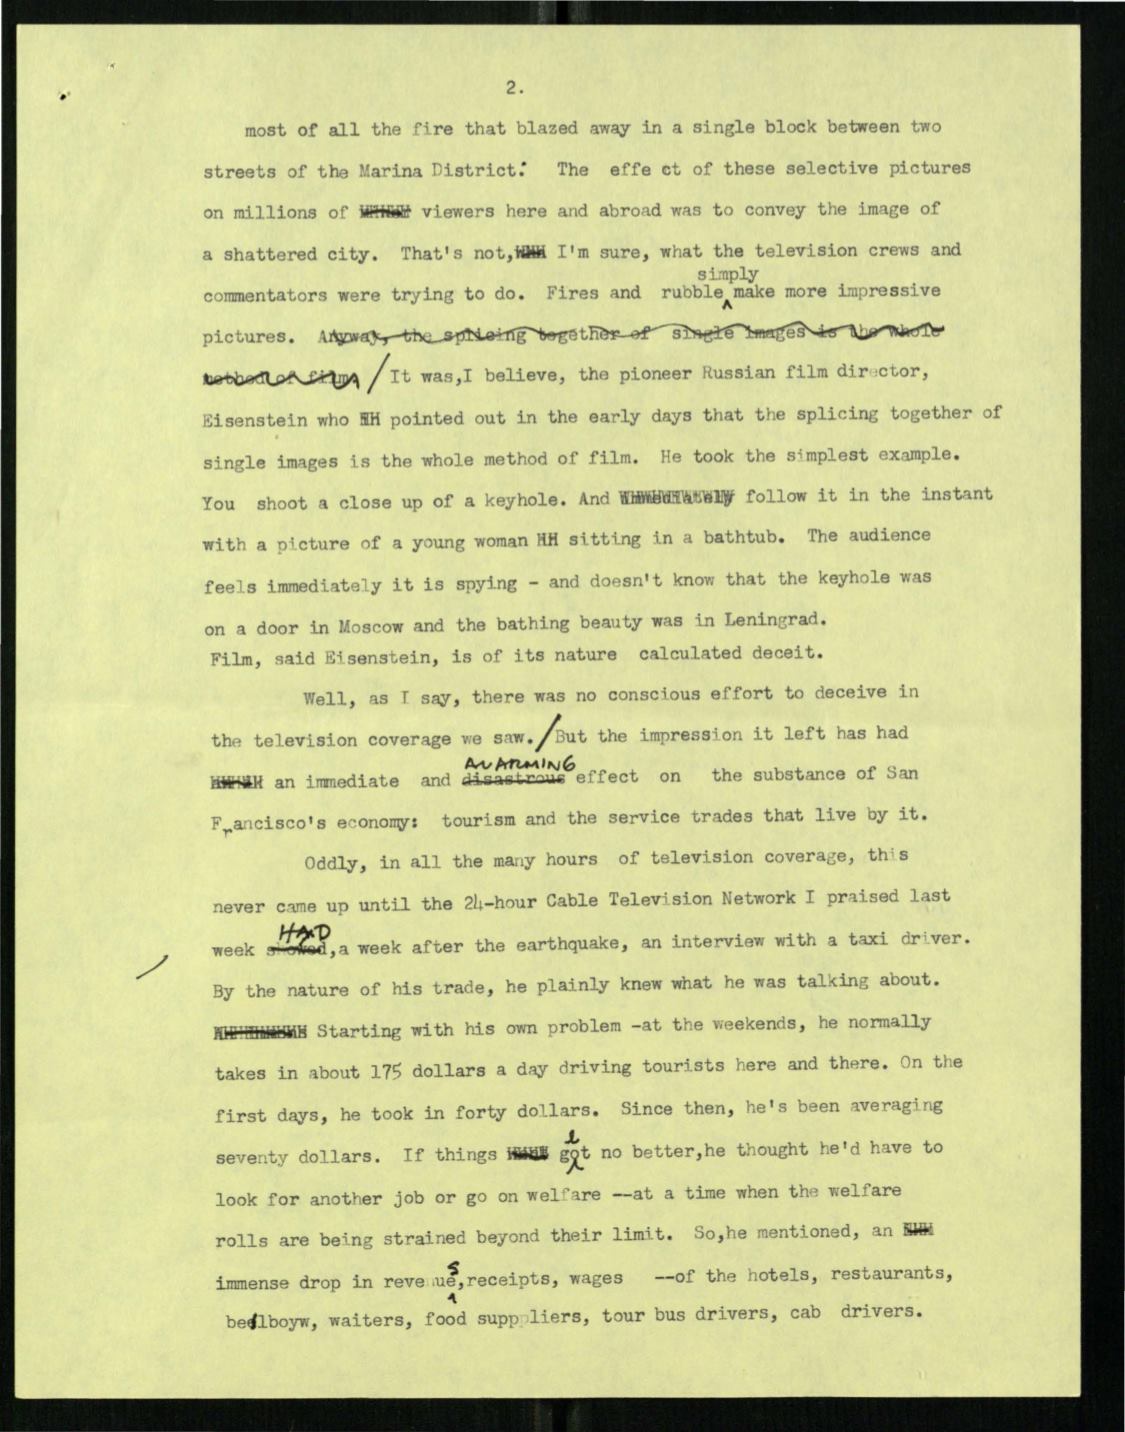 2.
most of all the fire that blazed away in a single block between two
streets of the Marina District: The effe ct of these selective pictures
on millions of viewers here and abroad was to convey the image of
a shattered city. That's not, I'm sure, what the television crews and
simply
commentators were trying to do. Fires and rubble ^ make more impressive
pictures. Anyway, the splicing together of single images is the whole
method of film / It was,I believe, the pioneer Russian film director,
Eisenstein who HH pointed out in the early days that the splicing together of
single images is the whole method of film. He took the simplest example.
You shoot a close up of a keyhole. And immediately follow it in the instant
with a picture of a young woman HH sitting in a bathtub. The audience
feels immediately it is spying - and doesn't know that the keyhole was
on a door in Moscow and the bathing beauty was in Leningrad.
Film, said Eisenstein, is of its nature calculated deceit.
Well, as I say, there was no conscious effort to deceive in
the television coverage we saw. / But the impression it left has had
ALARMING
an immediate and disastrous effect on the substance of San
Francisco's economy: tourism and the service trades that live by it.
Oddly, in all the many hours of television coverage, this
never came up until the 24-hour Cable Television Network I praised last
HAD
week showed,a week after the earthquake, an interview with a taxi driver.
By the nature of his trade, he plainly knew what he was talking about.
Starting with his own problem -at the weekends, he normally
takes in about 175 dollars a day driving tourists here and there. On the
first days, he took in forty dollars. Since then, he's been averaging
e
seventy dollars. If things got no better,he thought he'd have to
look for another job or go on welfare --at a time when the welfare
rolls are being strained beyond their limit. So,he mentioned, an
s
immense drop in revenue,receipts, wages --of the hotels, restaurants,
bellboyw, waiters, food suppliers, tour bus drivers, cab drivers.